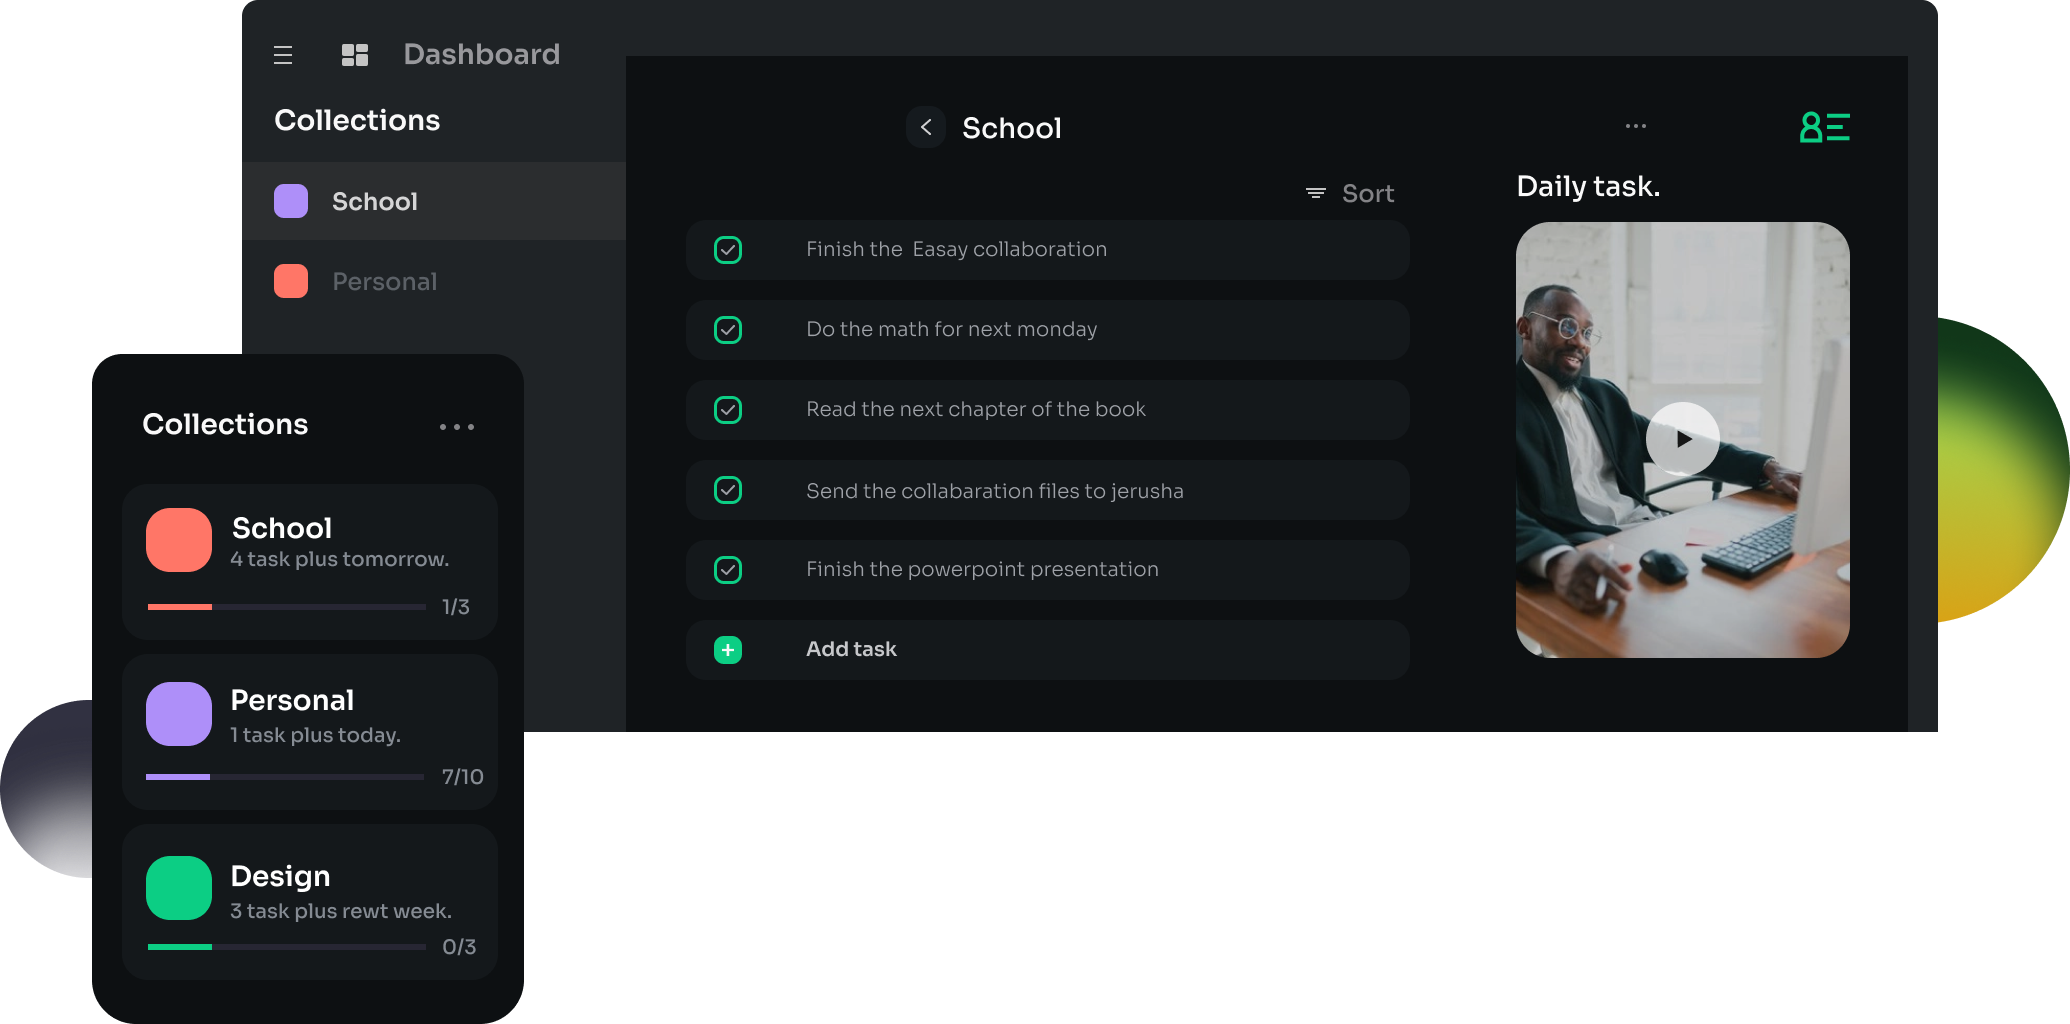 Dashboard
Collections
School
Personal
School
Sort
Finish the Easay collaboration
Do the math for next monday
Read the next chapter of the book
Send the collabaration files to jerusha
Finish the powerpoint presentation
Add task
Daily task.
Collections
School
4 task plus tomorrow.
1/3
Personal
1 task plus today.
7/10
Design
3 task plus rewt week.
0/3